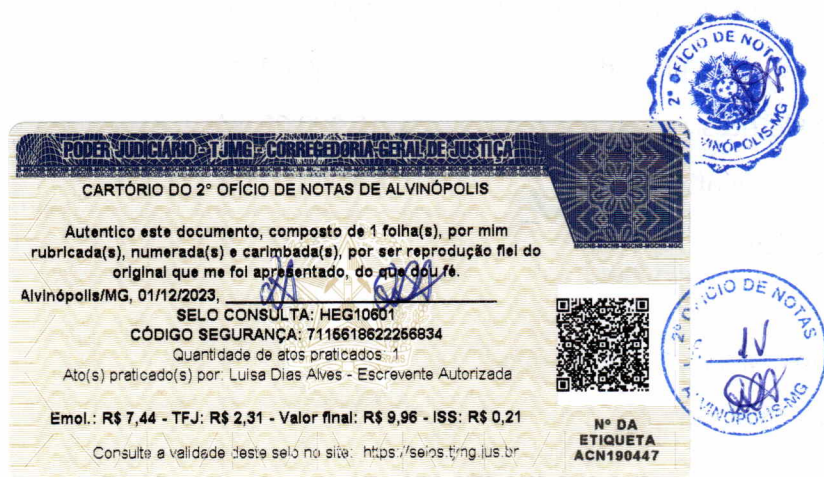 2º OFÍCIO DE NOTAS
ALVINÓPOLIS-MG
PODER JUDICIÁRIO - TJMG - CORREGEDORIA-GERAL DE JUSTIÇA
CARTÓRIO DO 2º OFÍCIO DE NOTAS DE ALVINÓPOLIS
Autentico este documento, composto de 1 folha(s), por mim
rubricada(s), numerada(s) e carimbada(s), por ser reprodução fiel do
original que me foi apresentado, do que dou fé.
Alvinópolis/MG, 01/12/2023,
SELO CONSULTA: HEG10601
CÓDIGO SEGURANÇA: 7115618622256834
Quantidade de atos praticados: 1
Ato(s) praticado(s) por: Luisa Dias Alves - Escrevente Autorizada
Emol.: R$ 7,44 - TFJ: R$ 2,31 - Valor final: R$ 9,96 - ISS: R$ 0,21
Consulte a validade deste selo no site: https://selos.tjmg.jus.br
Nº DA
ETIQUETA
ACN190447
2º OFÍCIO DE NOTAS
ALVINÓPOLIS-MG